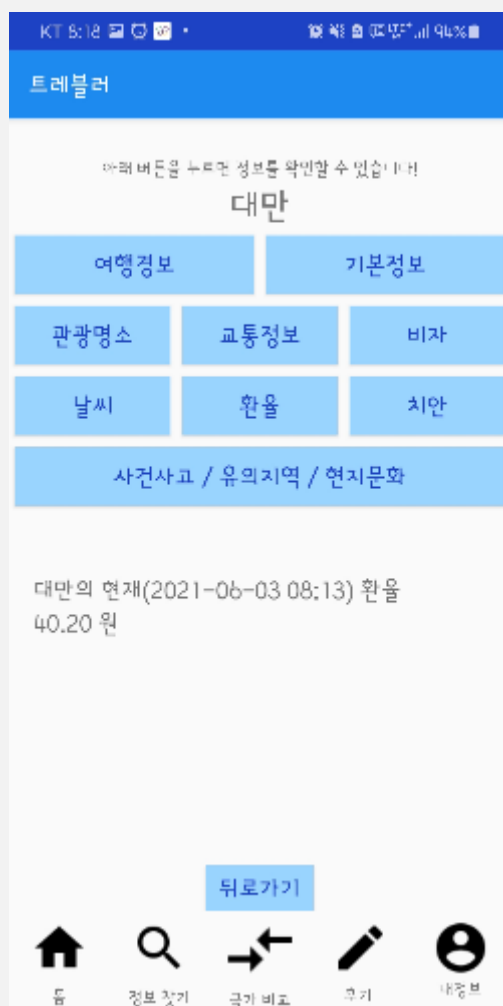 KT 8:18 94%
트레블러
아래 버튼을 누르면 정보를 확인할 수 있습니다!
대만
여행경보 기본정보
관광명소 교통정보 비자
날씨 환율 치안
사건사고 / 유의지역 / 현지문화
대만의 현재(2021-06-03 08:13) 환율
40.20 원
뒤로가기
홈 정보 찾기 국가 비교 후기 내정보